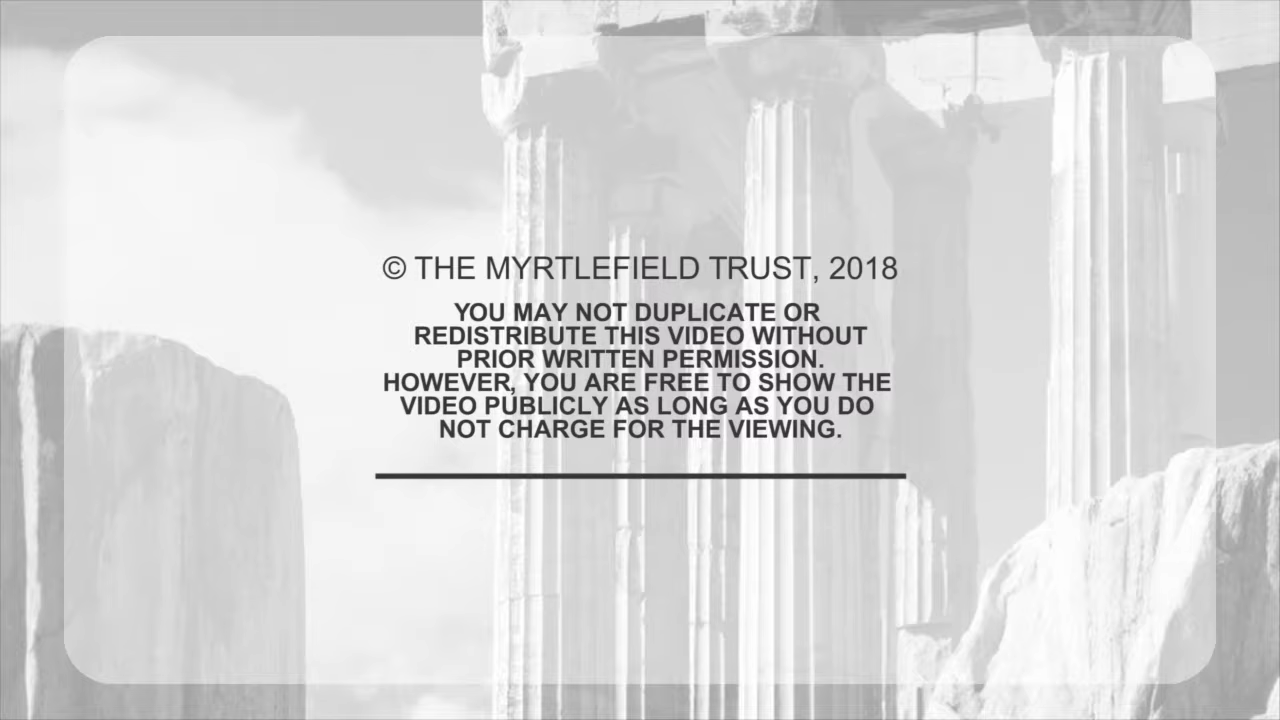 © THE MYRTLEFIELD TRUST, 2018
YOU MAY NOT DUPLICATE OR
REDISTRIBUTE THIS VIDEO WITHOUT
PRIOR WRITTEN PERMISSION.
HOWEVER, YOU ARE FREE TO SHOW THE
VIDEO PUBLICLY AS LONG AS YOU DO
NOT CHARGE FOR THE VIEWING.